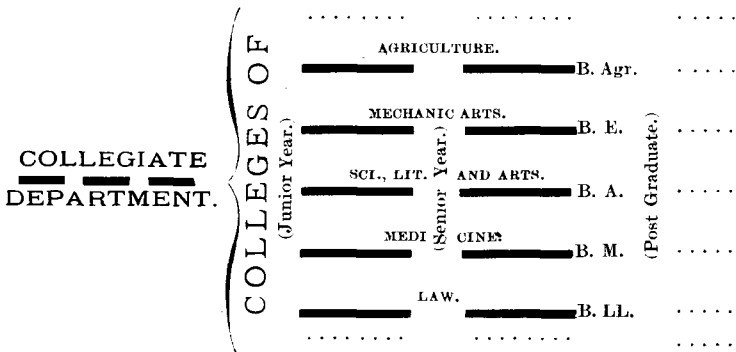 COLLEGIATE
DEPARTMENT.
COLLEGES OF
(Junior Year.)
(Senior Year.)
(Post Graduate.)
AGRICULTURE.
B. Agr.
MECHANIC ARTS.
B. E.
SCI., LIT. AND ARTS.
B. A.
MEDICINE.
B. M.
LAW.
B. LL.